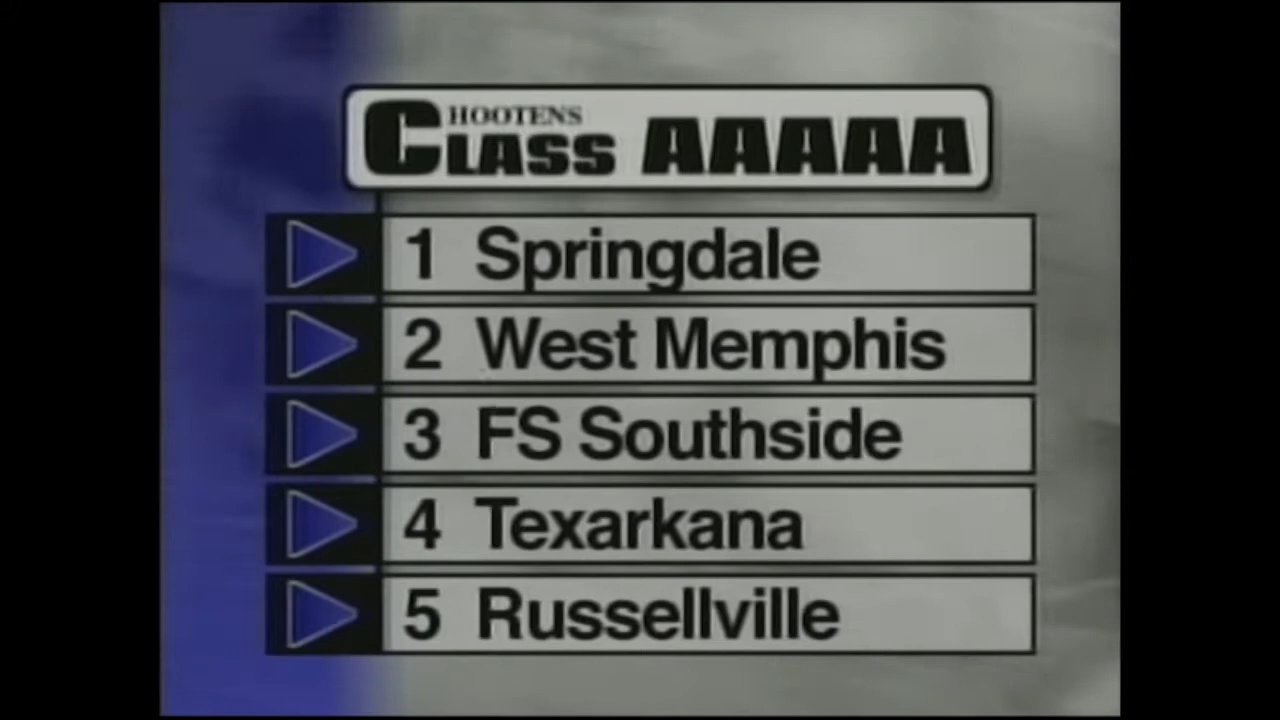 HOOTENS
CLASS AAAAA
1 Springdale
2 West Memphis
3 FS Southside
4 Texarkana
5 Russellville